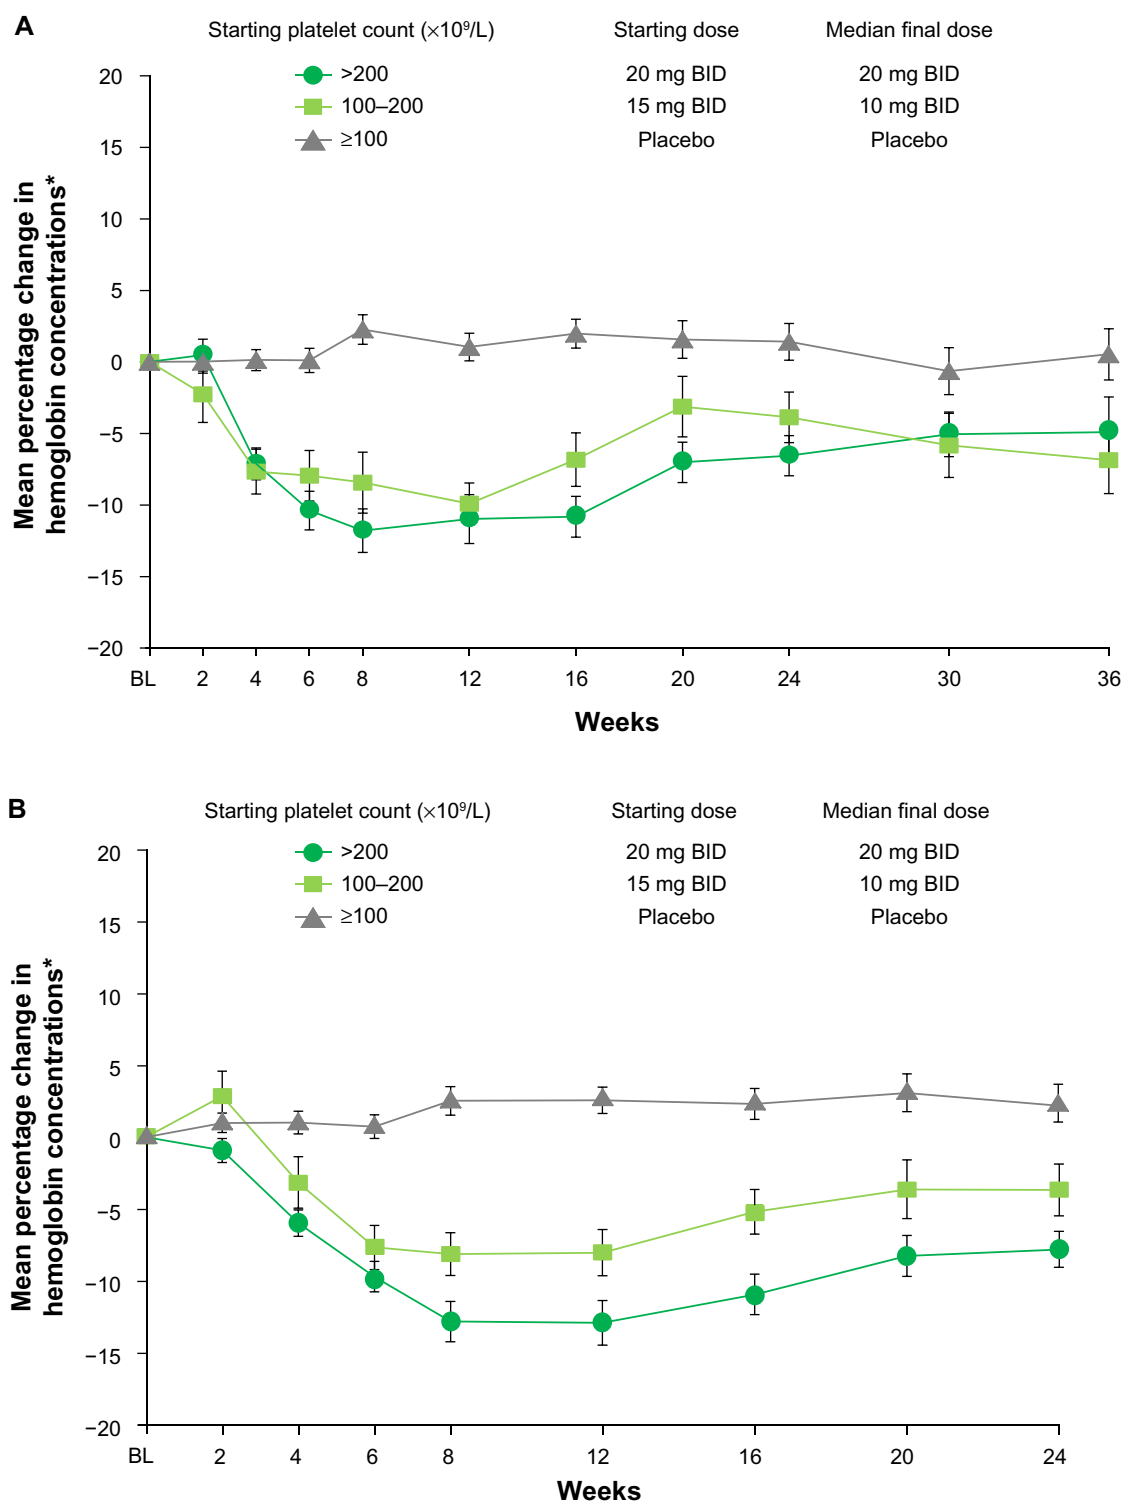 A
Starting platelet count (×10⁹/L) Starting dose Median final dose
>200 20 mg BID 20 mg BID
100–200 15 mg BID 10 mg BID
≥100 Placebo Placebo
Mean percentage change in
hemoglobin concentrations*
20
15
10
5
0
−5
−10
−15
−20
BL 2 4 6 8 12 16 20 24 30 36
Weeks
B
Starting platelet count (×10⁹/L) Starting dose Median final dose
>200 20 mg BID 20 mg BID
100–200 15 mg BID 10 mg BID
≥100 Placebo Placebo
Mean percentage change in
hemoglobin concentrations*
20
15
10
5
0
−5
−10
−15
−20
BL 2 4 6 8 12 16 20 24
Weeks